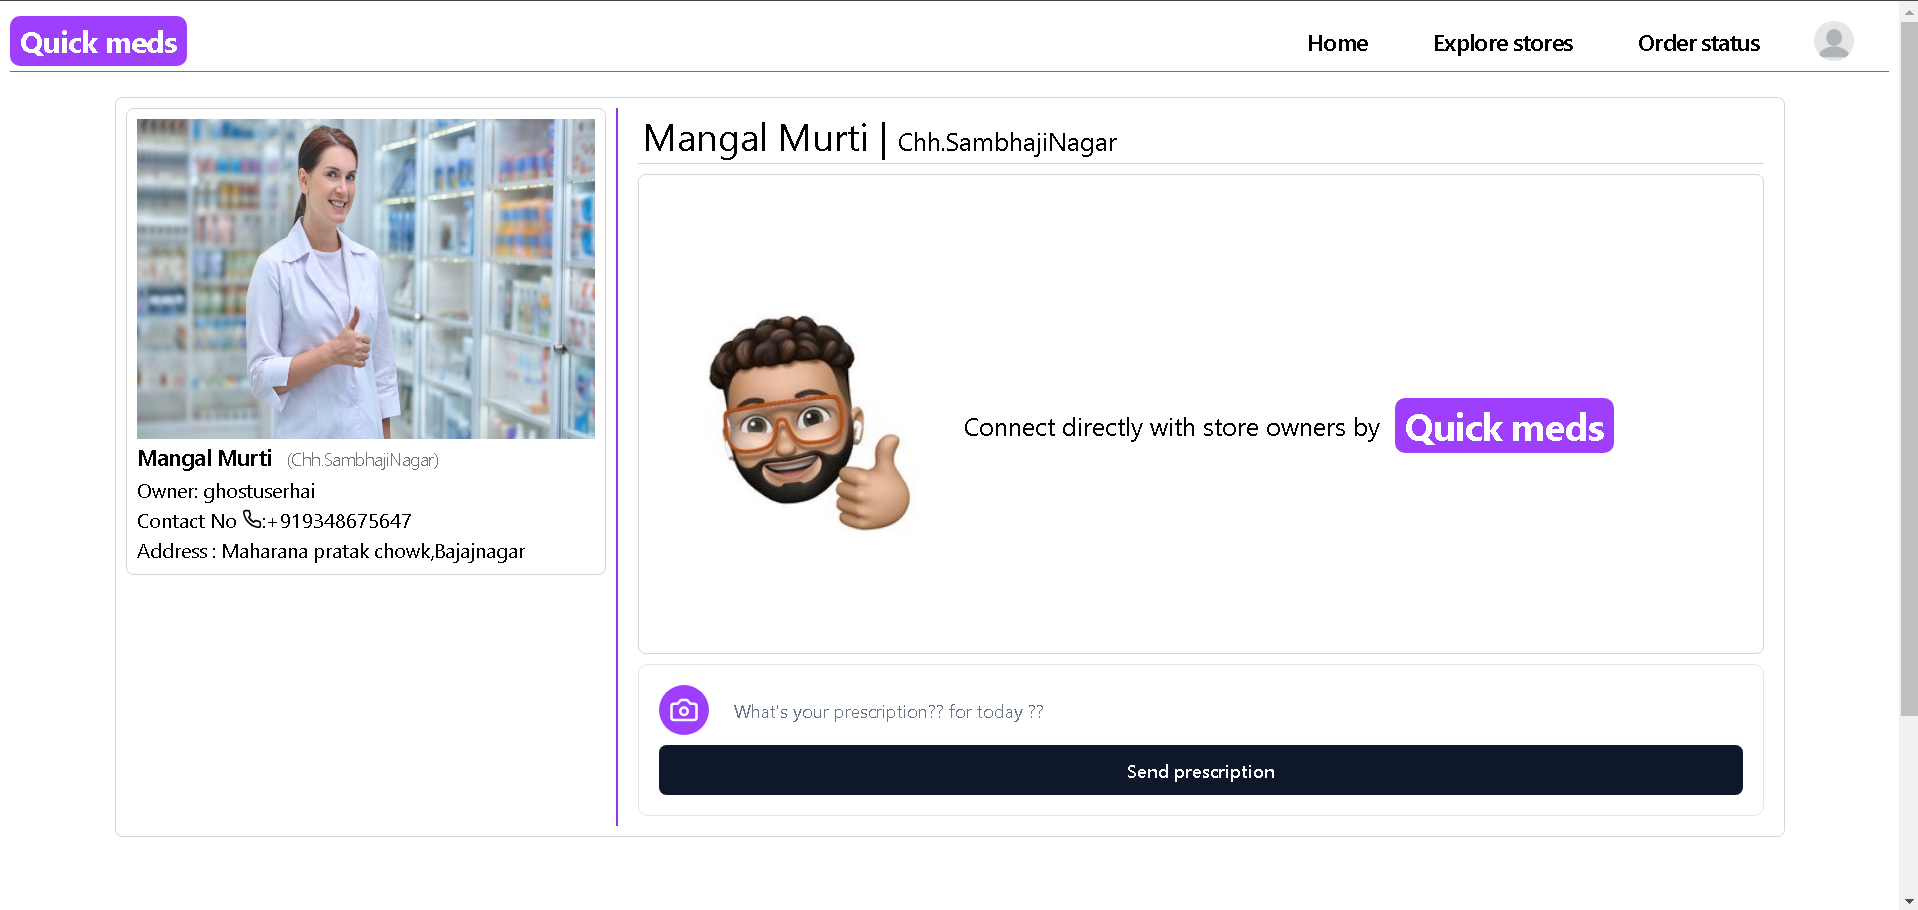 Quick meds
Home
Explore stores
Order status
Mangal Murti (Chh.SambhajiNagar)
Owner: ghostuserhai
Contact No :+919348675647
Address : Maharana pratak chowk,Bajajnagar
Mangal Murti | Chh.SambhajiNagar
Connect directly with store owners by Quick meds
What's your prescription?? for today ??
Send prescription